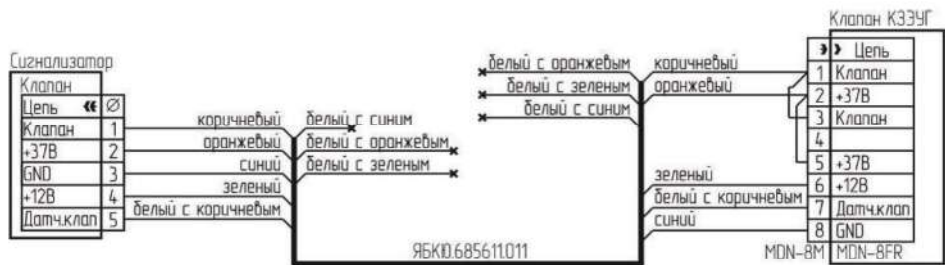 Клапан КЗЭУГ
Сигнализатор
Клапан
Цепь
Клапан 1
+37В 2
GND 3
+12В 4
Датч.клап 5
коричневый
оранжевый
синий
зеленый
белый с коричневым
белый с синим
белый с оранжевым
белый с зеленым
белый с оранжевым
белый с зеленым
белый с синим
коричневый
оранжевый
зеленый
белый с коричневым
синий
Цепь
1 Клапан
2 +37В
3 Клапан
4
5 +37В
6 +12В
7 Датч.клап
8 GND
ЯБКЮ.685611.011
MDN-8M MDN-8FR